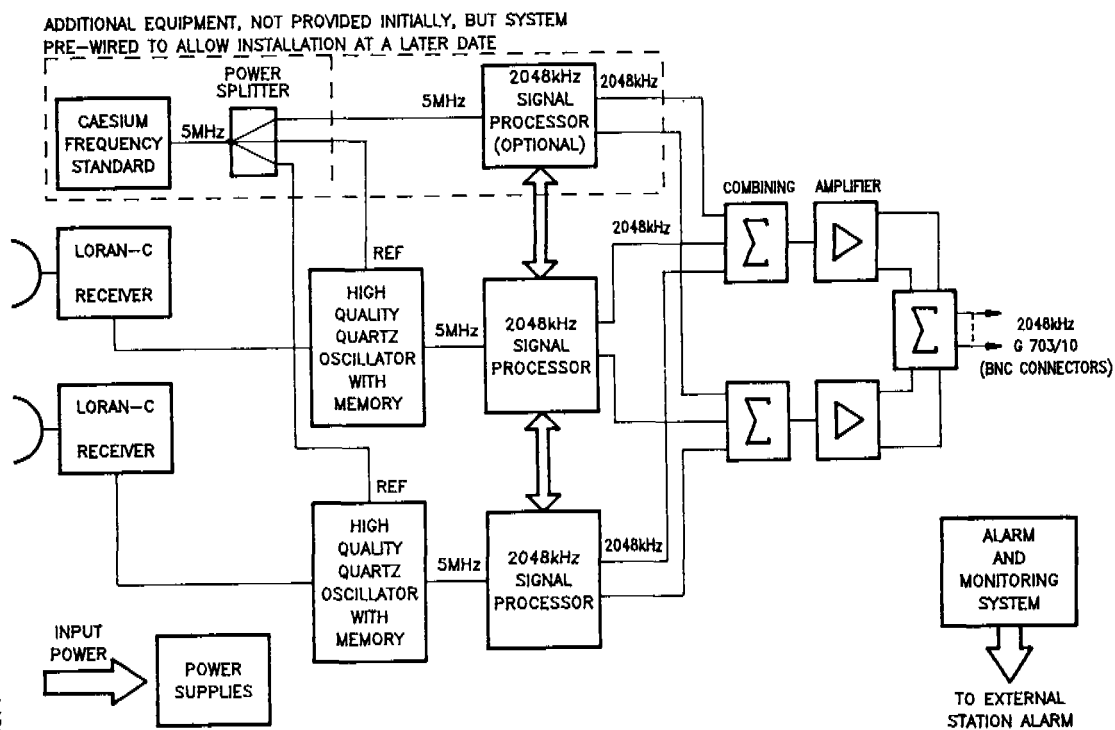 ADDITIONAL EQUIPMENT, NOT PROVIDED INITIALLY, BUT SYSTEM
PRE-WIRED TO ALLOW INSTALLATION AT A LATER DATE
POWER
SPLITTER
CAESIUM
FREQUENCY
STANDARD
5MHz
5MHz
2048kHz
SIGNAL
PROCESSOR
(OPTIONAL)
2048kHz
LORAN-C
RECEIVER
REF
HIGH
QUALITY
QUARTZ
OSCILLATOR
WITH
MEMORY
5MHz
2048kHz
SIGNAL
PROCESSOR
2048kHz
COMBINING
AMPLIFIER
Σ
Σ
2048kHz
G 703/10
(BNC CONNECTORS)
Σ
LORAN-C
RECEIVER
REF
HIGH
QUALITY
QUARTZ
OSCILLATOR
WITH
MEMORY
5MHz
2048kHz
SIGNAL
PROCESSOR
2048kHz
ALARM
AND
MONITORING
SYSTEM
TO EXTERNAL
STATION ALARM
INPUT
POWER
POWER
SUPPLIES